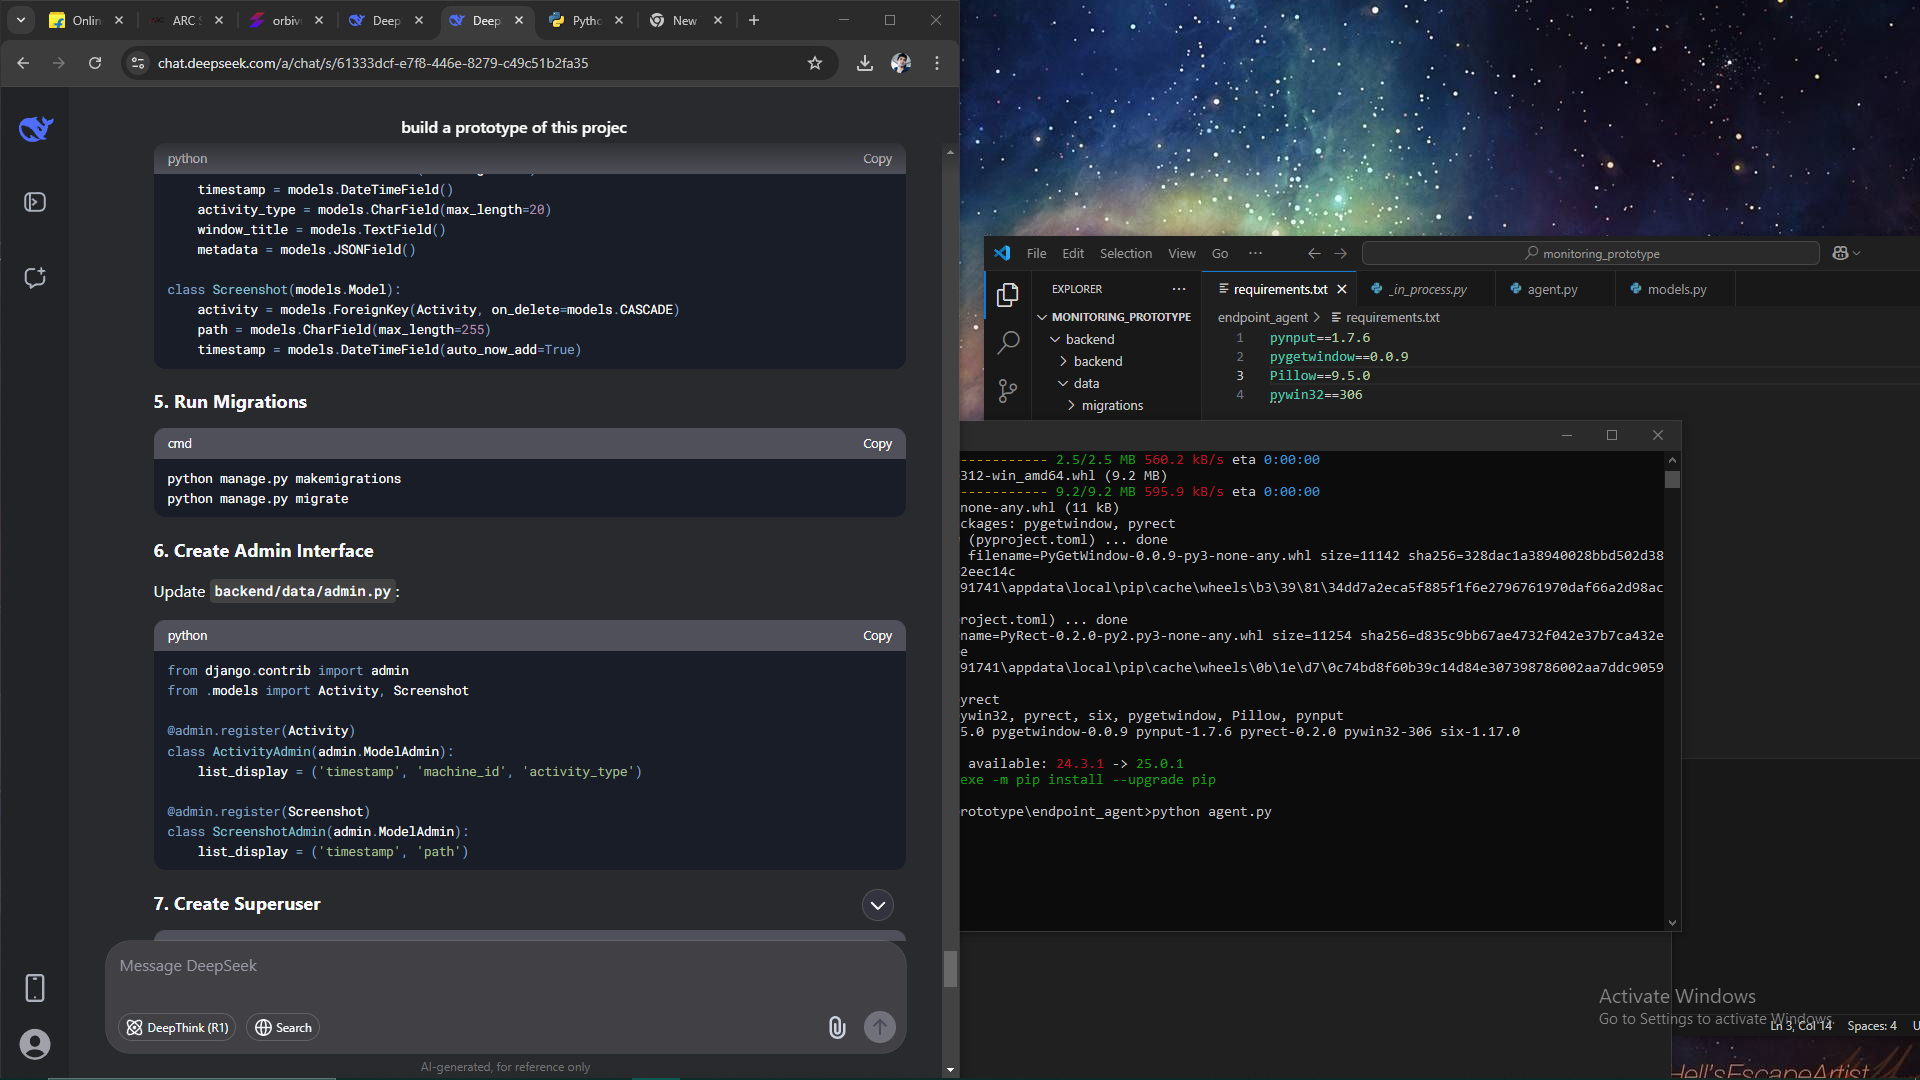 Onlin
ARC S
orbiv
Deep
Deep
Pytho
New
chat.deepseek.com/a/chat/s/61333dcf-e7f8-446e-8279-c49c51b2fa35
build a prototype of this projec
python
Copy
timestamp = models.DateTimeField()
activity_type = models.CharField(max_length=20)
window_title = models.TextField()
metadata = models.JSONField()
class Screenshot(models.Model):
activity = models.ForeignKey(Activity, on_delete=models.CASCADE)
path = models.CharField(max_length=255)
timestamp = models.DateTimeField(auto_now_add=True)
5. Run Migrations
cmd
Copy
python manage.py makemigrations
python manage.py migrate
6. Create Admin Interface
Update backend/data/admin.py:
python
Copy
from django.contrib import admin
from .models import Activity, Screenshot
@admin.register(Activity)
class ActivityAdmin(admin.ModelAdmin):
list_display = ('timestamp', 'machine_id', 'activity_type')
@admin.register(Screenshot)
class ScreenshotAdmin(admin.ModelAdmin):
list_display = ('timestamp', 'path')
7. Create Superuser
Message DeepSeek
DeepThink (R1)
Search
AI-generated, for reference only
File Edit Selection View Go ...
monitoring_prototype
EXPLORER
MONITORING_PROTOTYPE
backend
backend
data
migrations
requirements.txt
_in_process.py
agent.py
models.py
endpoint_agent > requirements.txt
1 pynput==1.7.6
2 pygetwindow==0.0.9
3 Pillow==9.5.0
4 pywin32==306
----------- 2.5/2.5 MB 560.2 kB/s eta 0:00:00
312-win_amd64.whl (9.2 MB)
----------- 9.2/9.2 MB 595.9 kB/s eta 0:00:00
none-any.whl (11 kB)
ckages: pygetwindow, pyrect
(pyproject.toml) ... done
filename=PyGetWindow-0.0.9-py3-none-any.whl size=11142 sha256=328dac1a38940028bbd502d38
2eec14c
91741\appdata\local\pip\cache\wheels\b3\39\81\34dd7a2eca5f885f1f6e2796761970daf66a2d98ac
roject.toml) ... done
name=PyRect-0.2.0-py2.py3-none-any.whl size=11254 sha256=d835c9bb67ae4732f042e37b7ca432e
e
91741\appdata\local\pip\cache\wheels\0b\1e\d7\0c74bd8f60b39c14d84e307398786002aa7ddc9059
yrect
ywin32, pyrect, six, pygetwindow, Pillow, pynput
5.0 pygetwindow-0.0.9 pynput-1.7.6 pyrect-0.2.0 pywin32-306 six-1.17.0
available: 24.3.1 -> 25.0.1
exe -m pip install --upgrade pip
rototype\endpoint_agent>python agent.py
Activate Windows
Go to Settings to activate Windows.
Ln 3, Col 14 Spaces: 4 U
Hell'sEscapeArtist